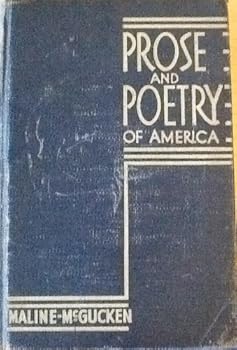 PROSE
AND
POETRY
OF AMERICA
MALINE-McGUCKEN